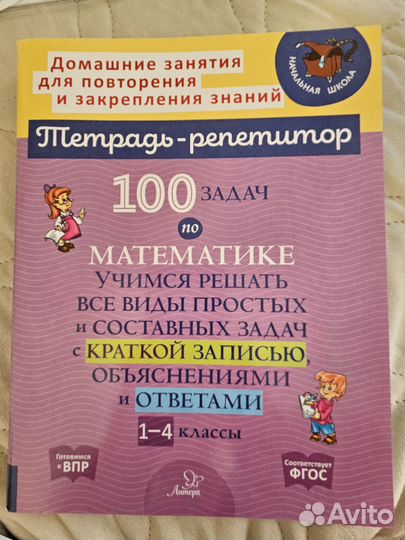 Домашние занятия
для повторения
и закрепления знаний
НАЧАЛЬНАЯ ШКОЛА
Тетрадь-репетитор
100 ЗАДАЧ
по
МАТЕМАТИКЕ
УЧИМСЯ РЕШАТЬ
ВСЕ ВИДЫ ПРОСТЫХ
и СОСТАВНЫХ ЗАДАЧ
с КРАТКОЙ ЗАПИСЬЮ,
ОБЪЯСНЕНИЯМИ
и ОТВЕТАМИ
1–4 классы
Готовимся
к ВПР
Литера
Соответствует
ФГОС
Avito